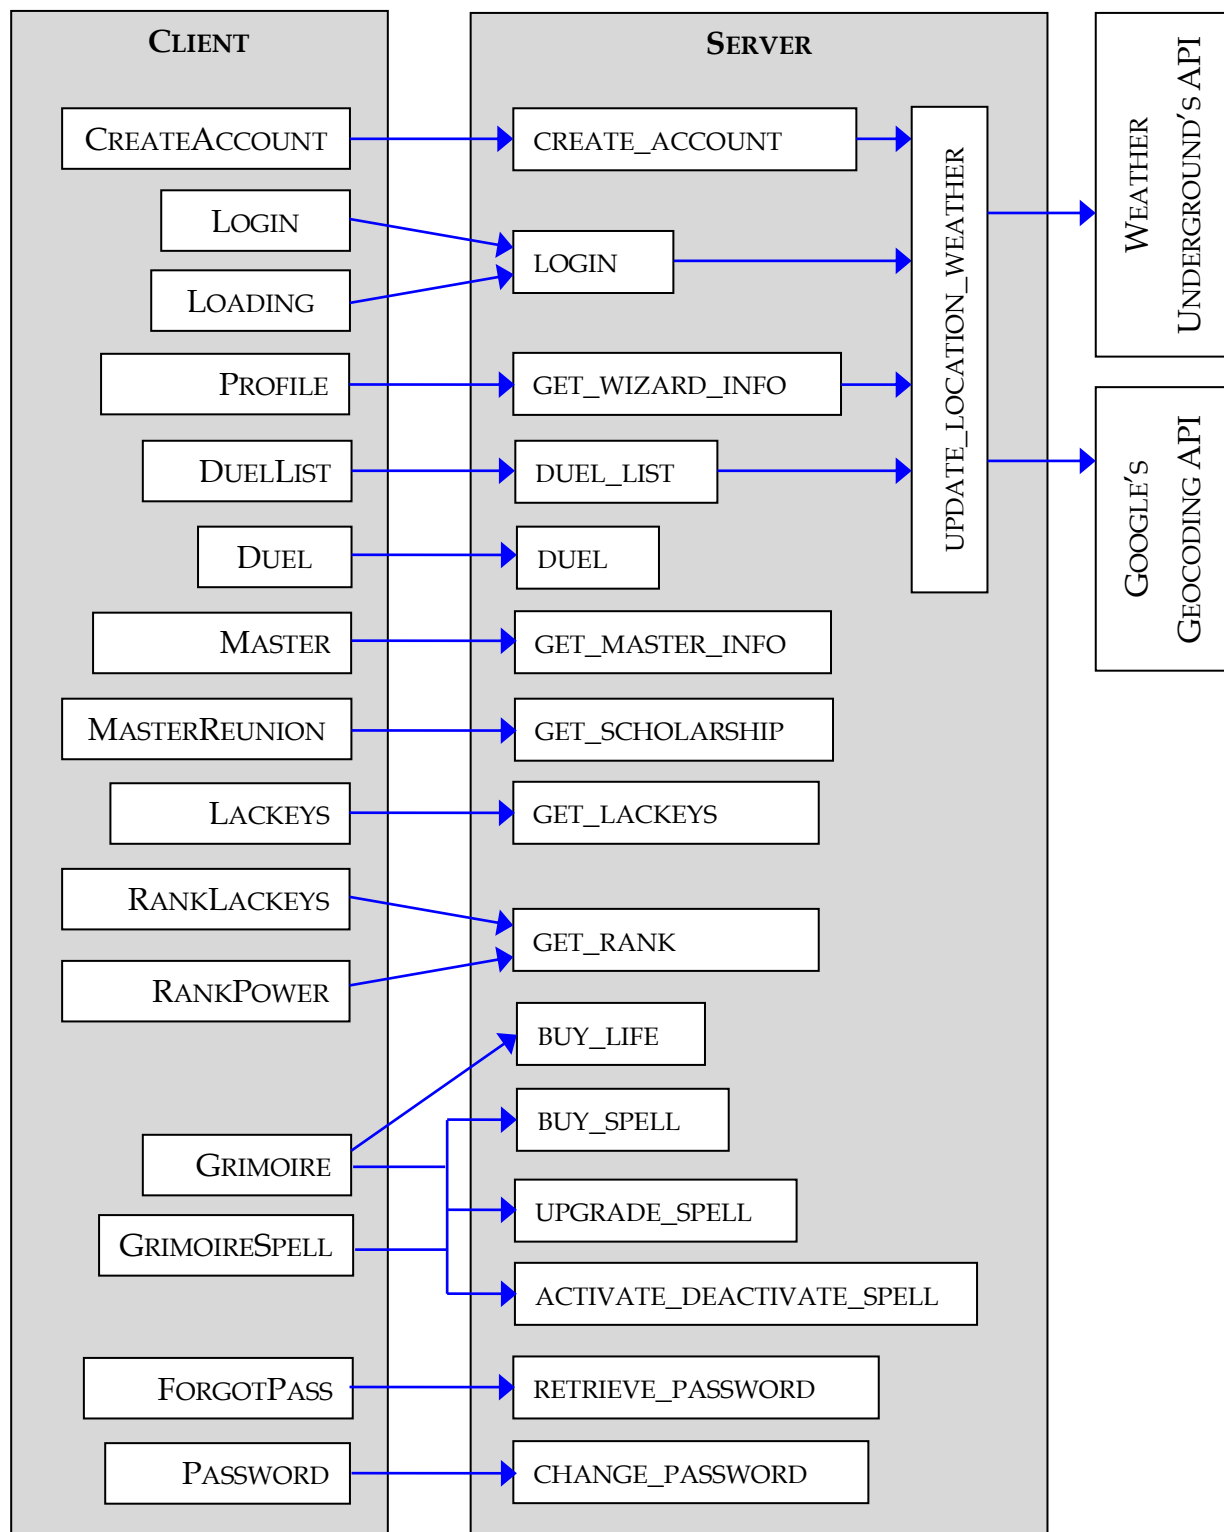 CLIENT
SERVER
WEATHER
UNDERGROUND'S API
CREATEACCOUNT
CREATE_ACCOUNT
UPDATE_LOCATION_WEATHER
LOGIN
LOGIN
LOADING
PROFILE
GET_WIZARD_INFO
GOOGLE'S
GEOCODING API
DUELLIST
DUEL_LIST
DUEL
DUEL
MASTER
GET_MASTER_INFO
MASTERREUNION
GET_SCHOLARSHIP
LACKEYS
GET_LACKEYS
RANKLACKEYS
GET_RANK
RANKPOWER
BUY_LIFE
BUY_SPELL
GRIMOIRE
UPGRADE_SPELL
GRIMOIRESPELL
ACTIVATE_DEACTIVATE_SPELL
FORGOTPASS
RETRIEVE_PASSWORD
PASSWORD
CHANGE_PASSWORD